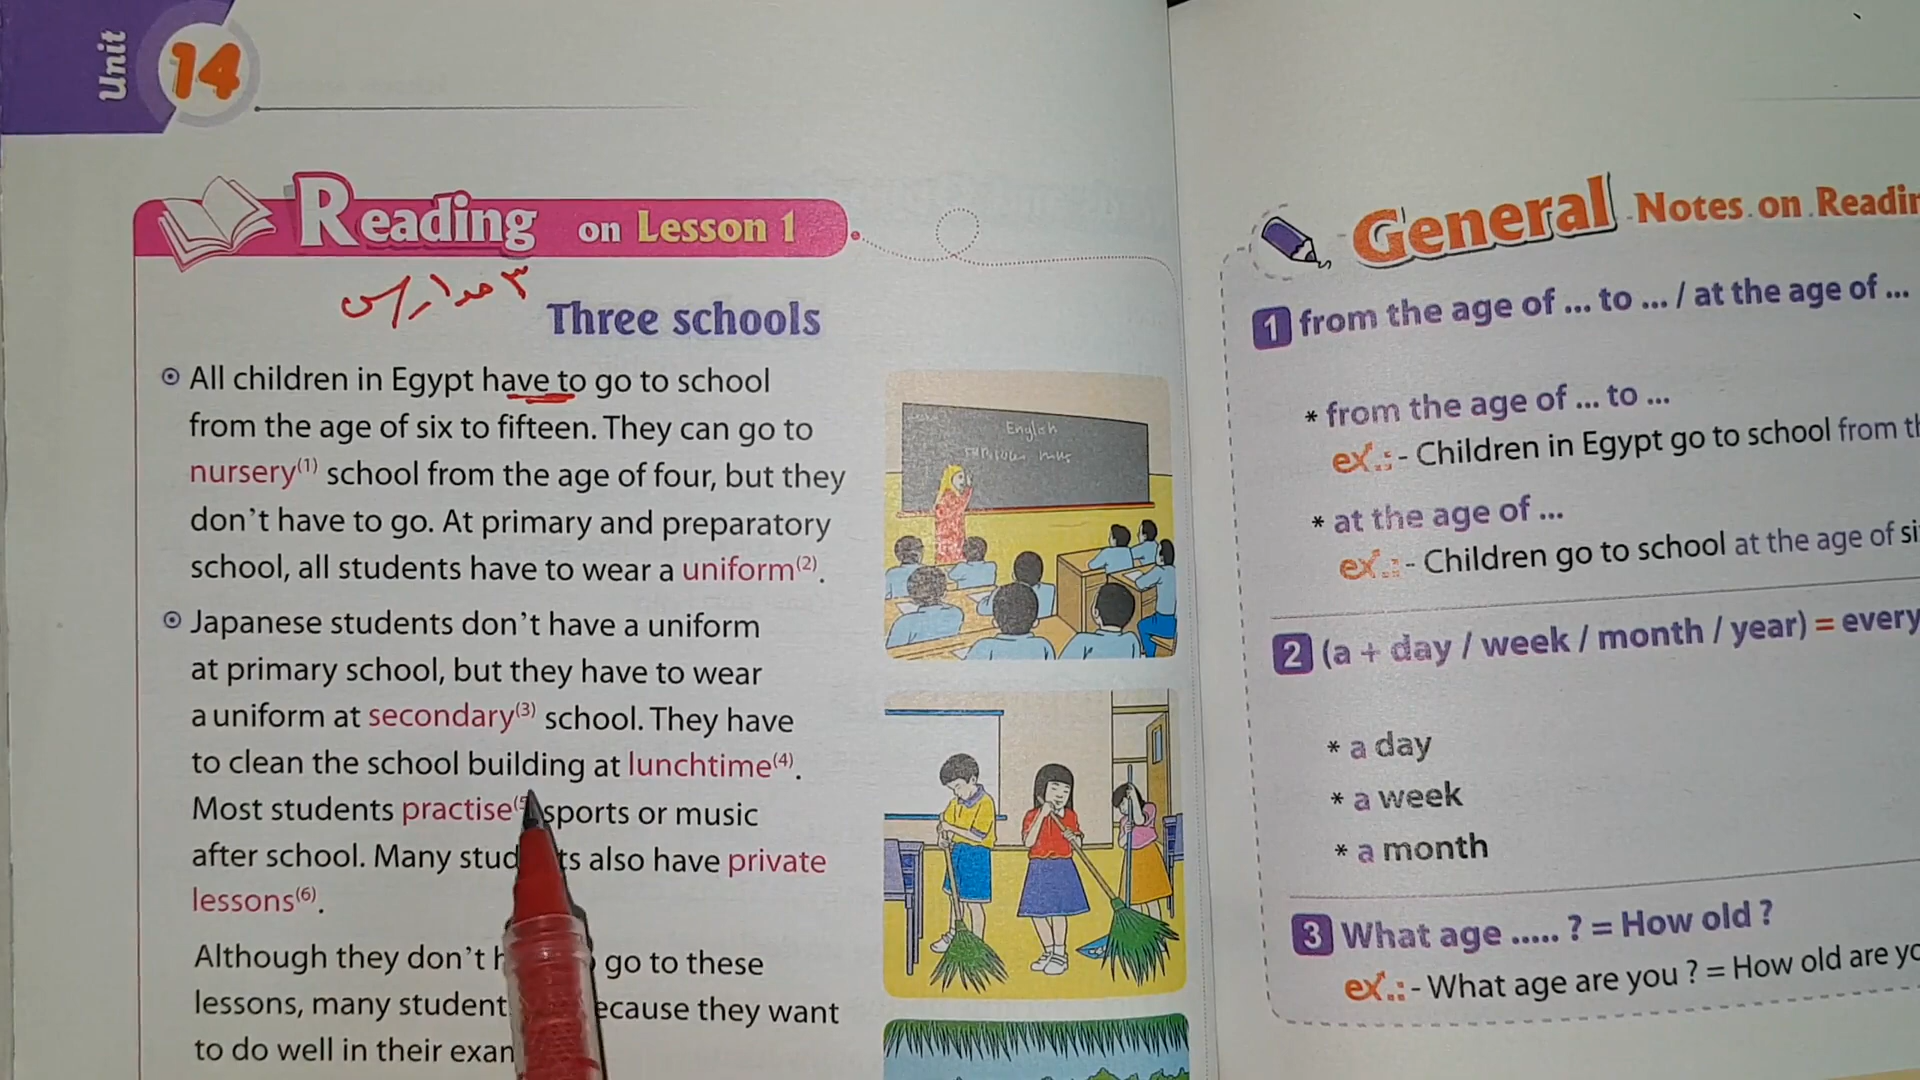 Unit 14
Reading on Lesson 1
٣ مدارس
Three schools
All children in Egypt have to go to school
from the age of six to fifteen. They can go to
nursery(1) school from the age of four, but they
don't have to go. At primary and preparatory
school, all students have to wear a uniform(2).
Japanese students don't have a uniform
at primary school, but they have to wear
a uniform at secondary(3) school. They have
to clean the school building at lunchtime(4).
Most students practise(5 sports or music
after school. Many also have private
lessons(6).
Although they don't go to these
lessons, many want
to do well in their
English
General Notes on
1 from the age of ... to ... / at the age of ...
* from the age of ... to ...
ex.: - Children in Egypt go to school from
* at the age of ...
ex.: - Children go to school at the age of
2 (a + day / week / month / year) = every
* a day
* a week
* a month
3 What age ..... ? = How old ?
ex.: - What age are you ? = How old are